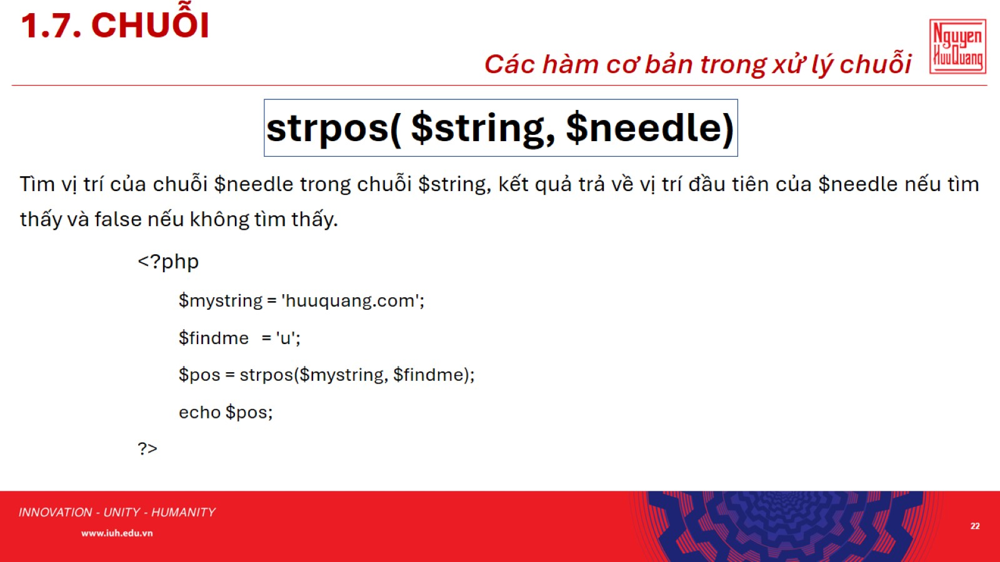 1.7. CHUỖI
Các hàm cơ bản trong xử lý chuỗi
Nguyen
HuuQuang
strpos( $string, $needle)
Tìm vị trí của chuỗi $needle trong chuỗi $string, kết quả trả về vị trí đầu tiên của $needle nếu tìm
thấy và false nếu không tìm thấy.
<?php
$mystring = 'huuquang.com';
$findme   = 'u';
$pos = strpos($mystring, $findme);
echo $pos;
?>
INNOVATION - UNITY - HUMANITY
www.iuh.edu.vn
22